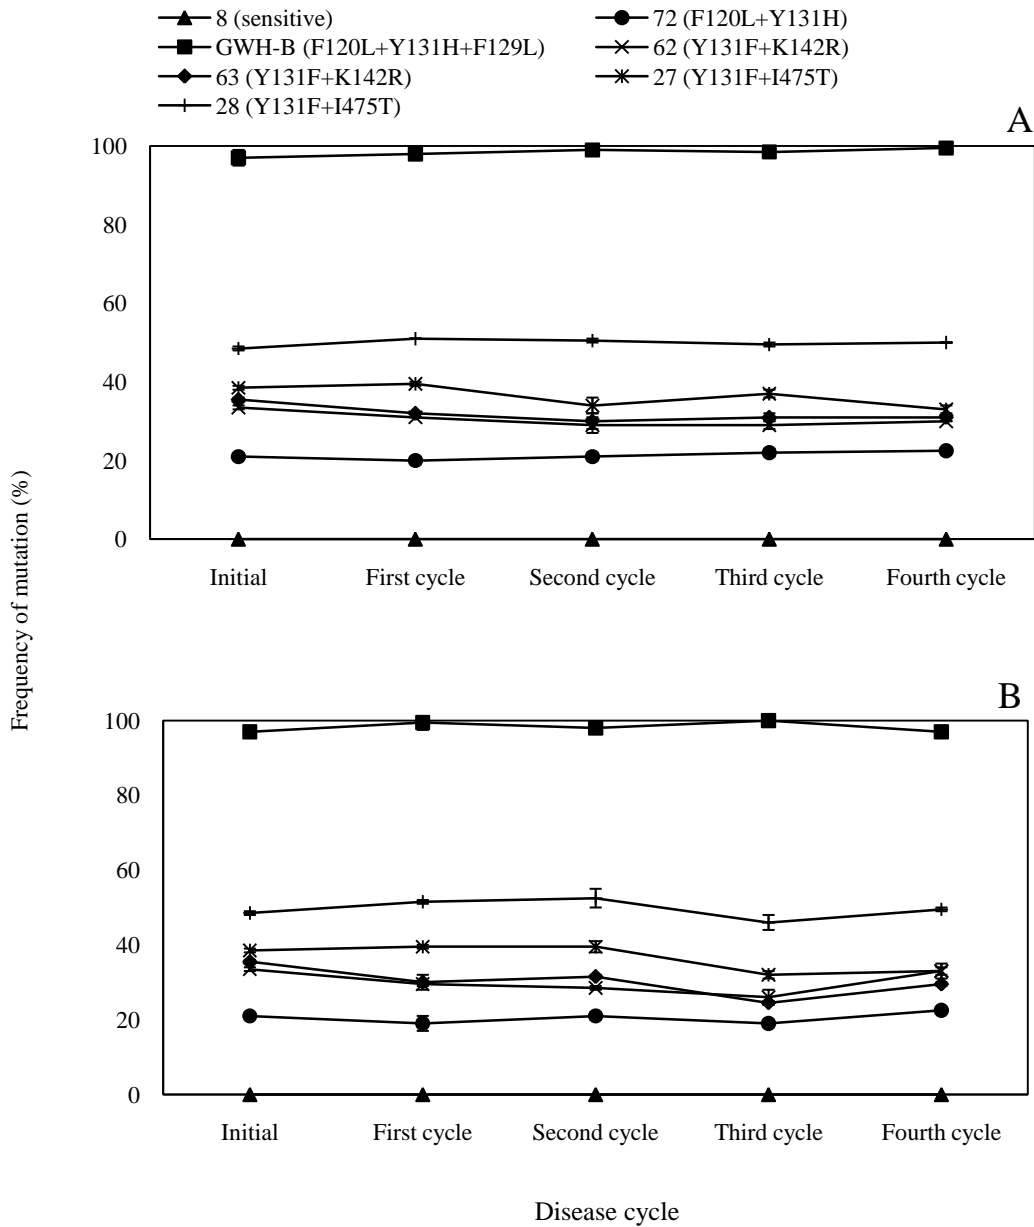 8 (sensitive)
72 (F120L+Y131H)
GWH-B (F120L+Y131H+F129L)
62 (Y131F+K142R)
63 (Y131F+K142R)
27 (Y131F+I475T)
28 (Y131F+I475T)
A
100
80
60
40
20
0
Initial
First cycle
Second cycle
Third cycle
Fourth cycle
Frequency of mutation (%)
B
100
80
60
40
20
0
Initial
First cycle
Second cycle
Third cycle
Fourth cycle
Disease cycle